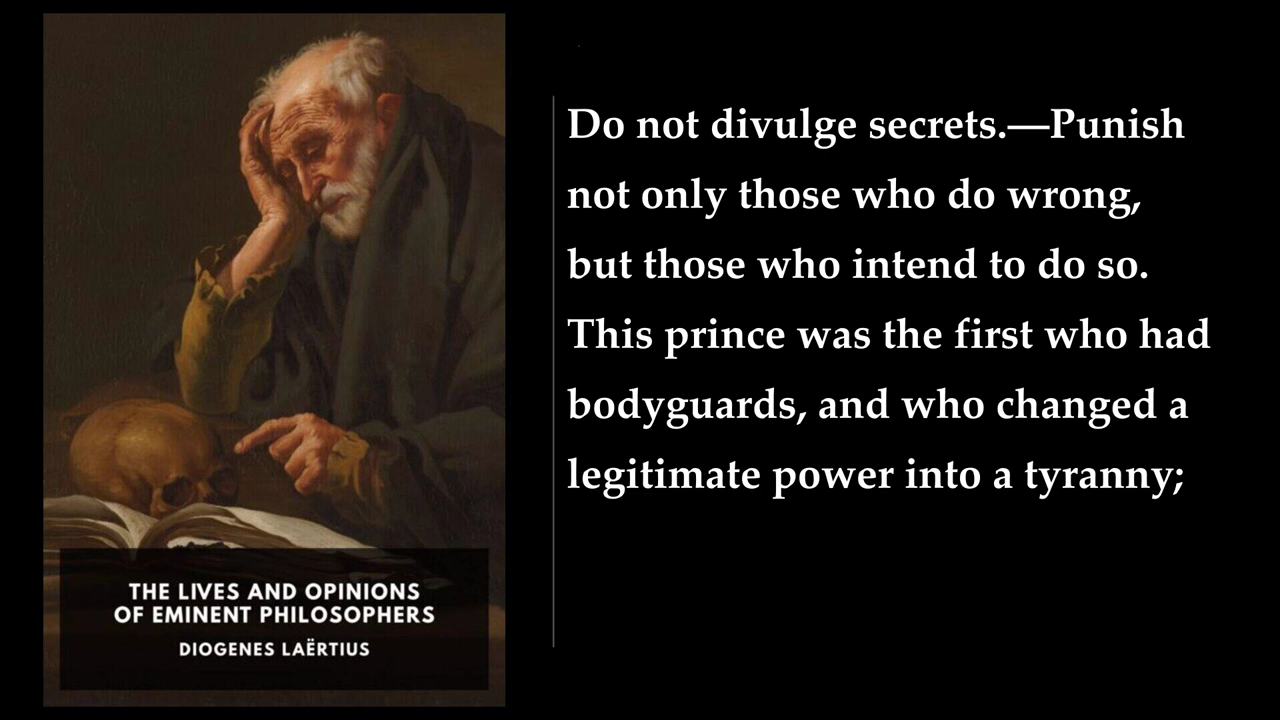 Do not divulge secrets.—Punish
not only those who do wrong,
but those who intend to do so.
This prince was the first who had
bodyguards, and who changed a
legitimate power into a tyranny;
THE LIVES AND OPINIONS
OF EMINENT PHILOSOPHERS
DIOGENES LAËRTIUS